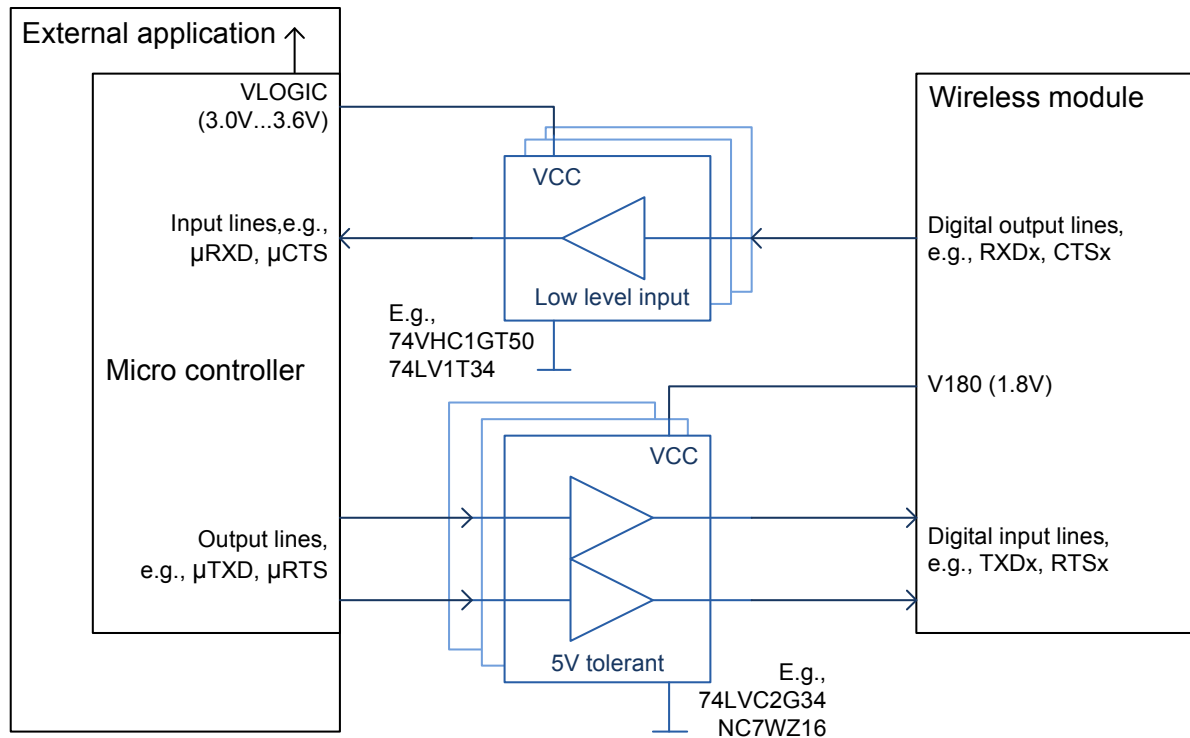 External application
VLOGIC
(3.0V...3.6V)
Wireless module
VCC
Input lines,e.g.,
µRXD, µCTS
Digital output lines,
e.g., RXDx, CTSx
Low level input
E.g.,
74VHC1GT50
74LV1T34
Micro controller
V180 (1.8V)
VCC
Output lines,
e.g., µTXD, µRTS
Digital input lines,
e.g., TXDx, RTSx
5V tolerant
E.g.,
74LVC2G34
NC7WZ16